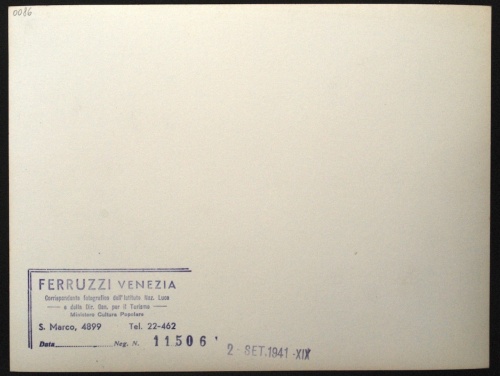 0036
FERRUZZI VENEZIA
Corrispondente fotografico dell'Istituto Naz. Luce
e della Dir. Gen. per il Turismo
Ministero Cultura Popolare
S. Marco, 4899 Tel. 22-462
Data Neg. N. 11506
2 - SET. 1941 - XIX